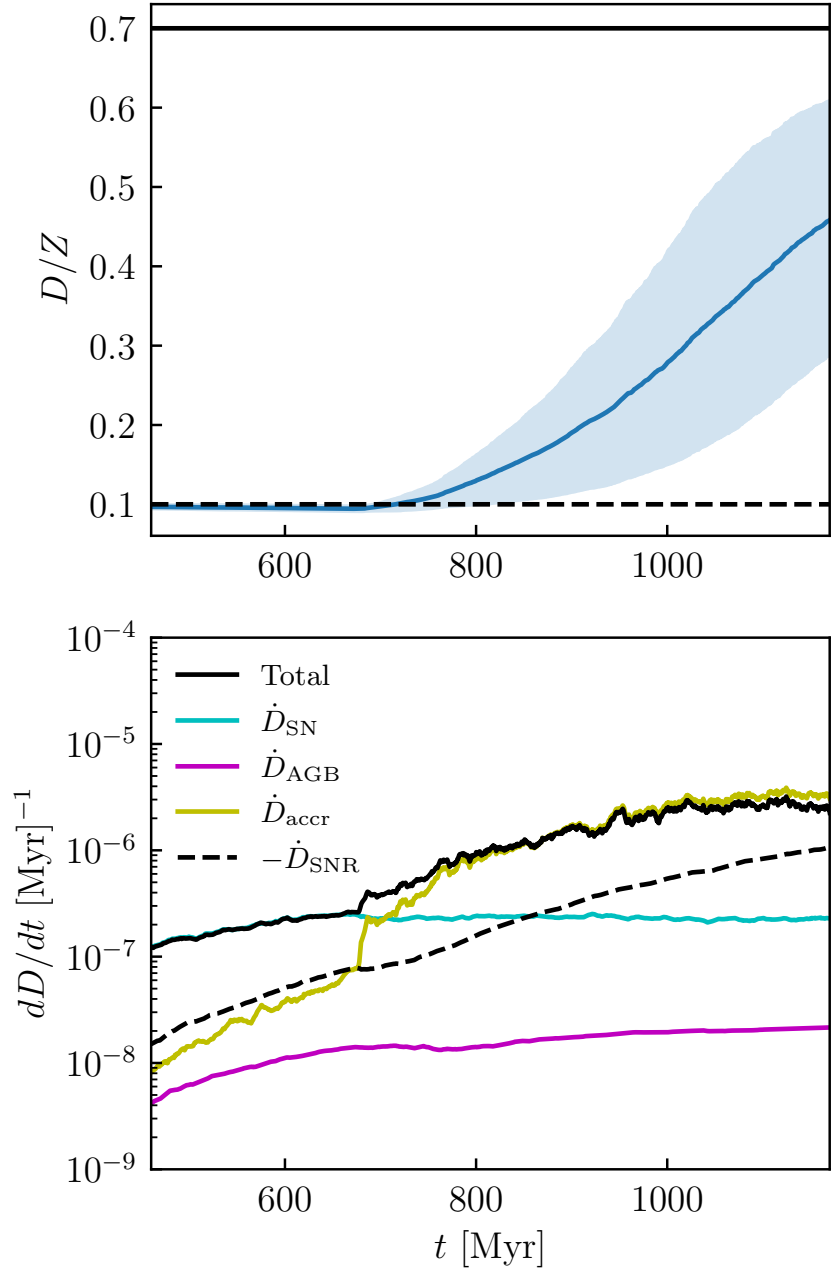 0.7
0.6
0.5
0.4
0.3
0.2
0.1
D/Z
600 800 1000
10⁻⁴
10⁻⁵
10⁻⁶
10⁻⁷
10⁻⁸
10⁻⁹
dD/dt [Myr]⁻¹
Total
Ḋ_SN
Ḋ_AGB
Ḋ_accr
−Ḋ_SNR
600 800 1000
t [Myr]